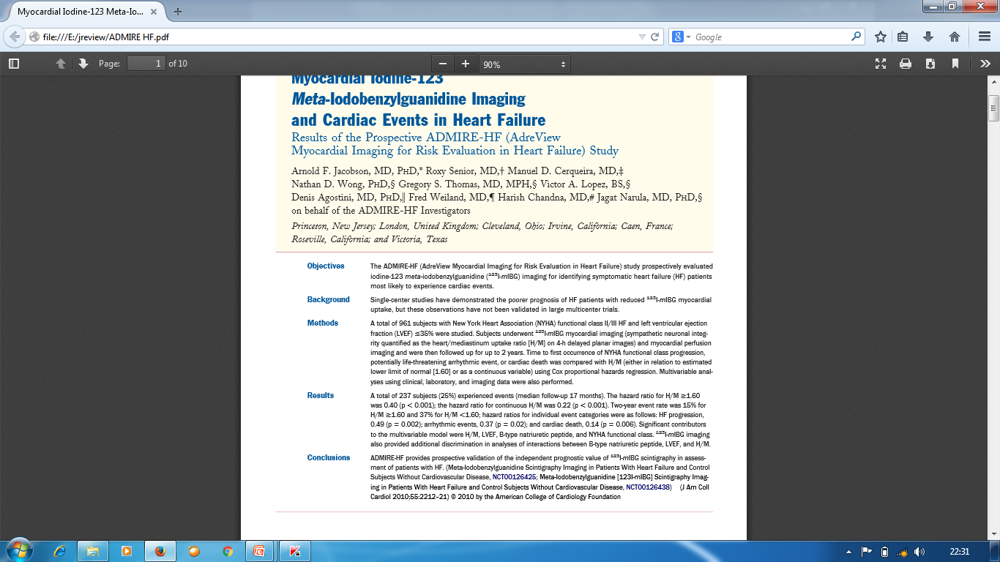 Myocardial Iodine-123 Meta-Io...
file:///E:/jreview/ADMIRE HF.pdf
Google
Page: 1 of 10
90%
Myocardial Iodine-123
Meta-Iodobenzylguanidine Imaging
and Cardiac Events in Heart Failure
Results of the Prospective ADMIRE-HF (AdreView
Myocardial Imaging for Risk Evaluation in Heart Failure) Study
Arnold F. Jacobson, MD, PHD,* Roxy Senior, MD,† Manuel D. Cerqueira, MD,‡
Nathan D. Wong, PHD,§ Gregory S. Thomas, MD, MPH,§ Victor A. Lopez, BS,§
Denis Agostini, MD, PHD,|| Fred Weiland, MD,¶ Harish Chandna, MD,# Jagat Narula, MD, PHD,§
on behalf of the ADMIRE-HF Investigators
Princeton, New Jersey; London, United Kingdom; Cleveland, Ohio; Irvine, California; Caen, France;
Roseville, California; and Victoria, Texas
Objectives The ADMIRE-HF (AdreView Myocardial Imaging for Risk Evaluation in Heart Failure) study prospectively evaluated
iodine-123 meta-iodobenzylguanidine (¹²³I-mIBG) imaging for identifying symptomatic heart failure (HF) patients
most likely to experience cardiac events.
Background Single-center studies have demonstrated the poorer prognosis of HF patients with reduced ¹²³I-mIBG myocardial
uptake, but these observations have not been validated in large multicenter trials.
Methods A total of 961 subjects with New York Heart Association (NYHA) functional class II/III HF and left ventricular ejection
fraction (LVEF) ≤35% were studied. Subjects underwent ¹²³I-mIBG myocardial imaging (sympathetic neuronal integ-
rity quantified as the heart/mediastinum uptake ratio [H/M] on 4-h delayed planar images) and myocardial perfusion
imaging and were then followed up for up to 2 years. Time to first occurrence of NYHA functional class progression,
potentially life-threatening arrhythmic event, or cardiac death was compared with H/M (either in relation to estimated
lower limit of normal [1.60] or as a continuous variable) using Cox proportional hazards regression. Multivariable anal-
yses using clinical, laboratory, and imaging data were also performed.
Results A total of 237 subjects (25%) experienced events (median follow-up 17 months). The hazard ratio for H/M ≥1.60
was 0.40 (p < 0.001); the hazard ratio for continuous H/M was 0.22 (p < 0.001). Two-year event rate was 15% for
H/M ≥1.60 and 37% for H/M <1.60; hazard ratios for individual event categories were as follows: HF progression,
0.49 (p = 0.002); arrhythmic events, 0.37 (p = 0.02); and cardiac death, 0.14 (p = 0.006). Significant contributors
to the multivariable model were H/M, LVEF, B-type natriuretic peptide, and NYHA functional class. ¹²³I-mIBG imaging
also provided additional discrimination in analyses of interactions between B-type natriuretic peptide, LVEF, and H/M.
Conclusions ADMIRE-HF provides prospective validation of the independent prognostic value of ¹²³I-mIBG scintigraphy in assess-
ment of patients with HF. (Meta-Iodobenzylguanidine Scintigraphy Imaging in Patients With Heart Failure and Control
Subjects Without Cardiovascular Disease, NCT00126425; Meta-Iodobenzylguanidine [123I-mIBG] Scintigraphy Imag-
ing in Patients With Heart Failure and Control Subjects Without Cardiovascular Disease, NCT00126438) (J Am Coll
Cardiol 2010;55:2212–21) © 2010 by the American College of Cardiology Foundation
22:31